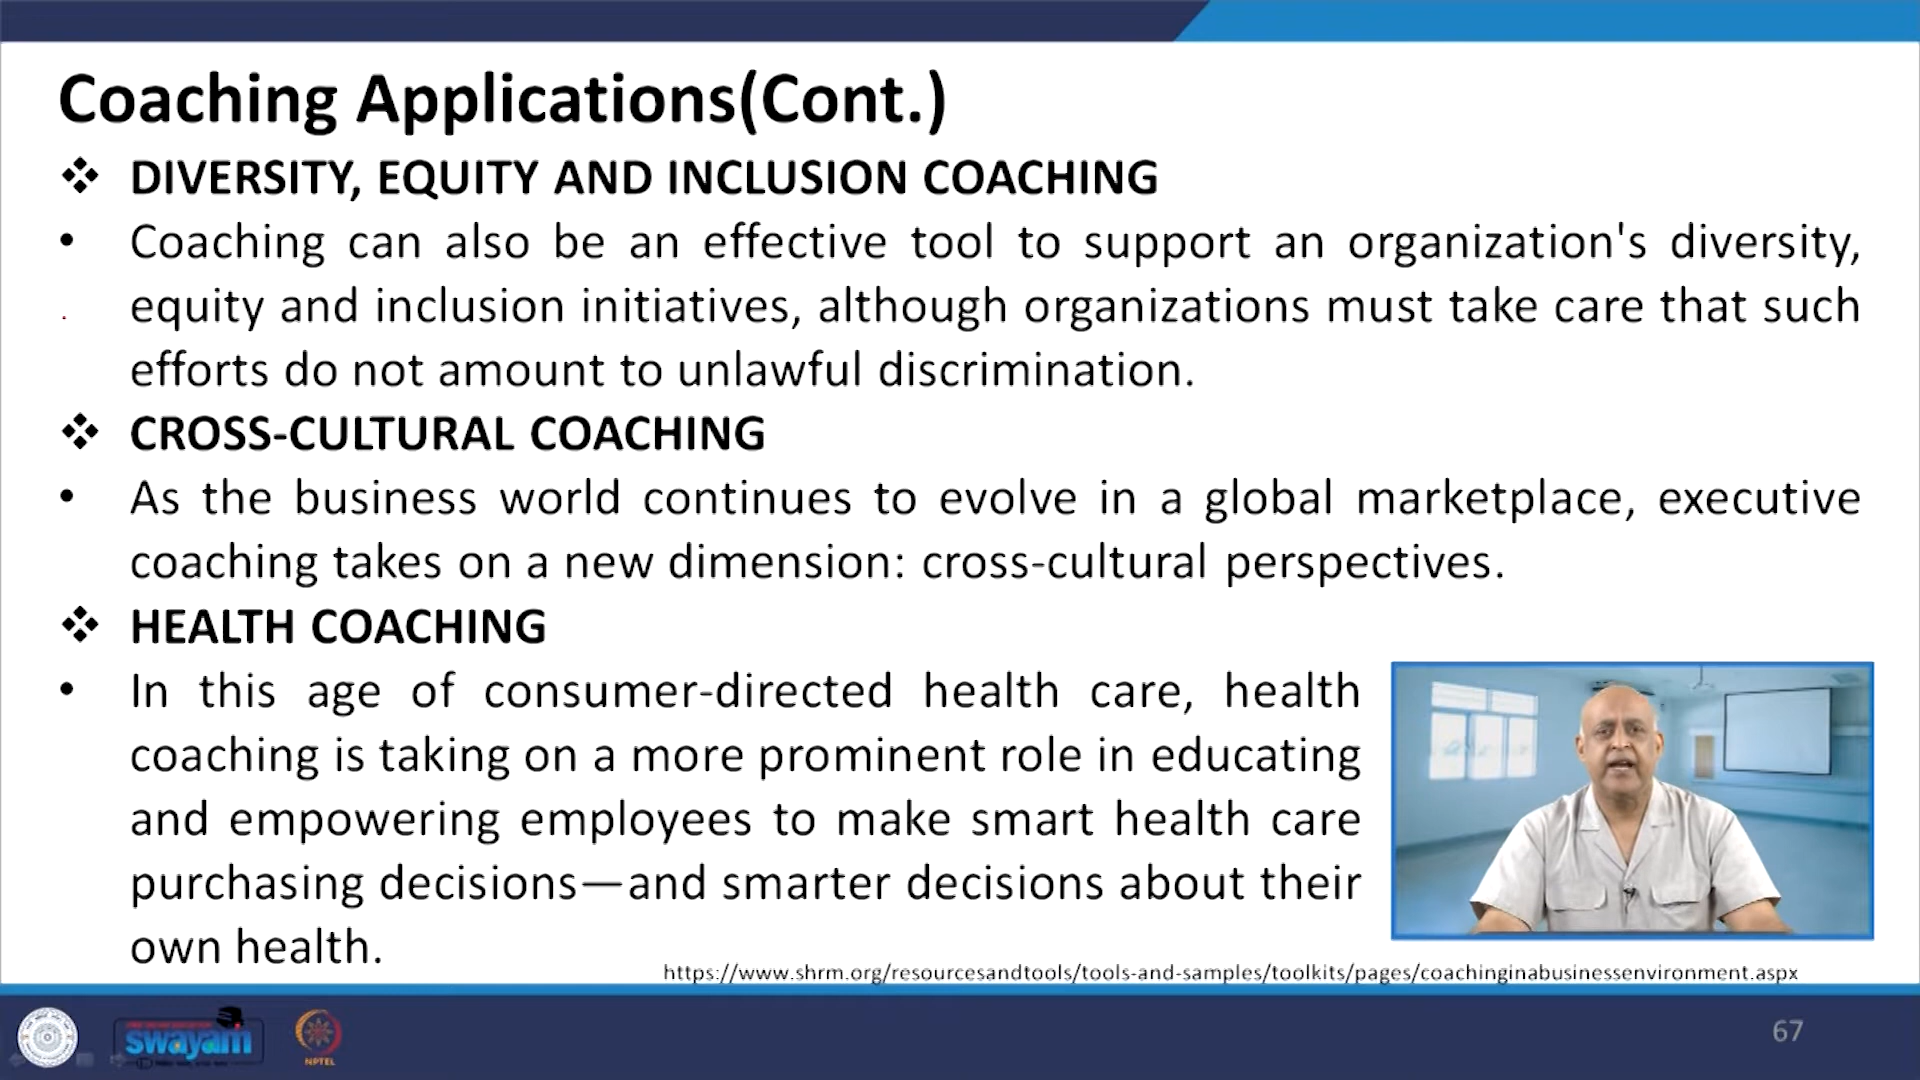 Coaching Applications(Cont.)
❖ DIVERSITY, EQUITY AND INCLUSION COACHING
• Coaching can also be an effective tool to support an organization's diversity,
equity and inclusion initiatives, although organizations must take care that such
efforts do not amount to unlawful discrimination.
❖ CROSS-CULTURAL COACHING
• As the business world continues to evolve in a global marketplace, executive
coaching takes on a new dimension: cross-cultural perspectives.
❖ HEALTH COACHING
• In this age of consumer-directed health care, health
coaching is taking on a more prominent role in educating
and empowering employees to make smart health care
purchasing decisions—and smarter decisions about their
own health.
https://www.shrm.org/resourcesandtools/tools-and-samples/toolkits/pages/coachinginabusinessenvironment.aspx
swayam
NPTEL
67